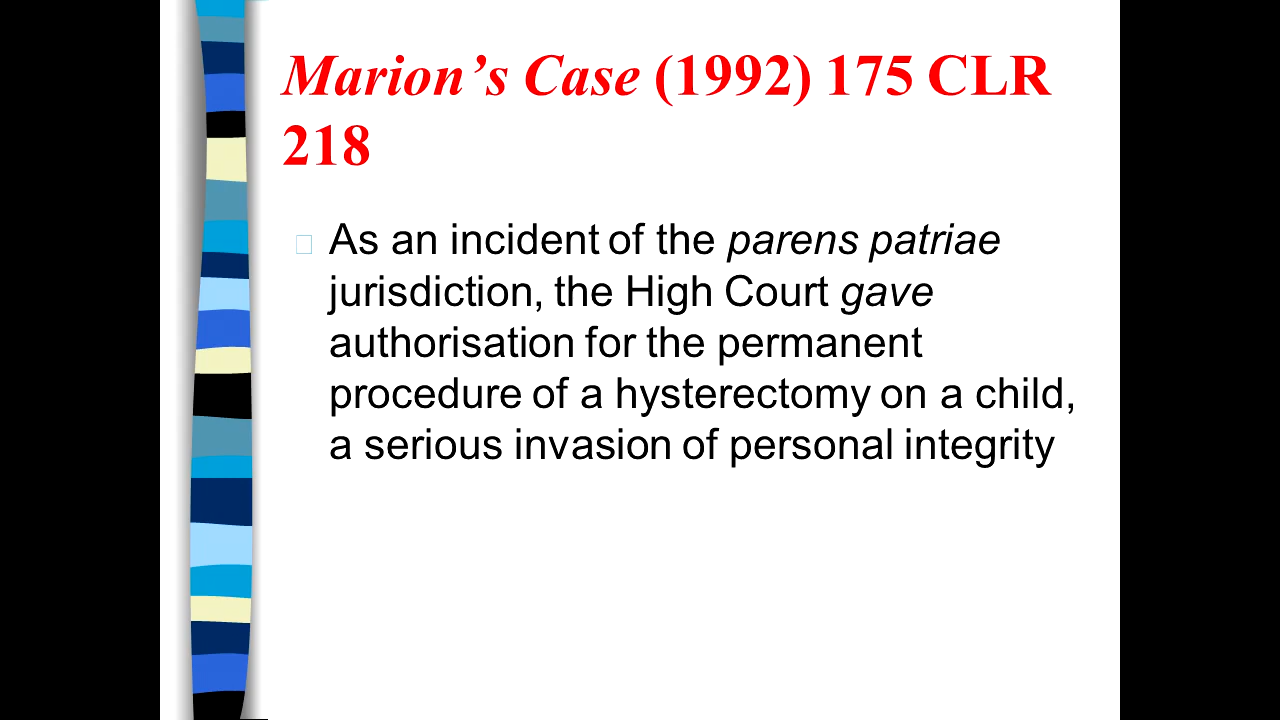 Marion’s Case (1992) 175 CLR
218
As an incident of the parens patriae
jurisdiction, the High Court gave
authorisation for the permanent
procedure of a hysterectomy on a child,
a serious invasion of personal integrity